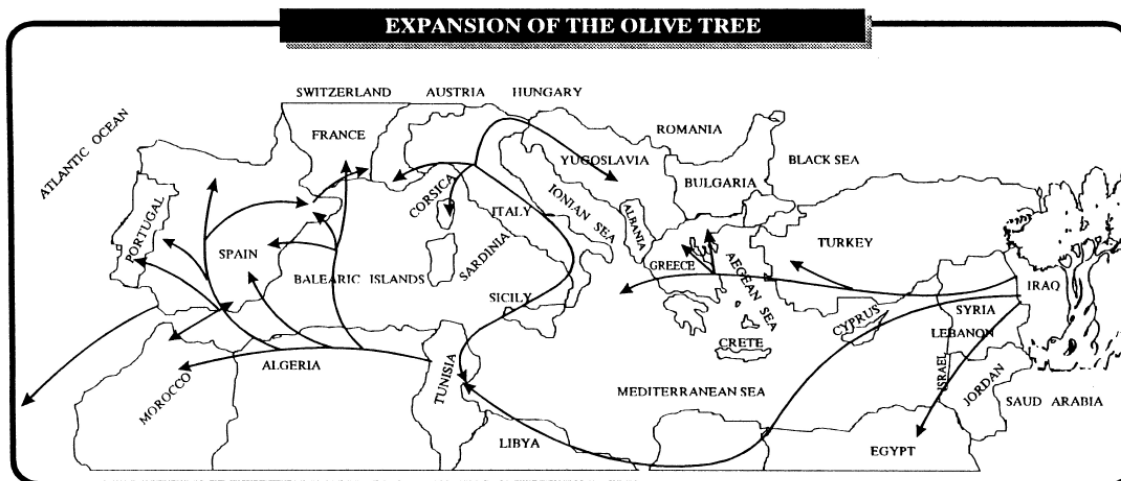 EXPANSION OF THE OLIVE TREE
SWITZERLAND
AUSTRIA
HUNGARY
FRANCE
ROMANIA
ATLANTIC OCEAN
YUGOSLAVIA
BLACK SEA
BULGARIA
CORSICA
IONIAN SEA
ITALY
ALBANIA
PORTUGAL
SPAIN
TURKEY
SARDINIA
GREECE
AEGEAN SEA
BALEARIC ISLANDS
IRAQ
SICILY
SYRIA
CYPRUS
LEBANON
CRETE
ALGERIA
TUNISIA
ISRAEL
JORDAN
MOROCCO
MEDITERRANEAN SEA
SAUD ARABIA
LIBYA
EGYPT